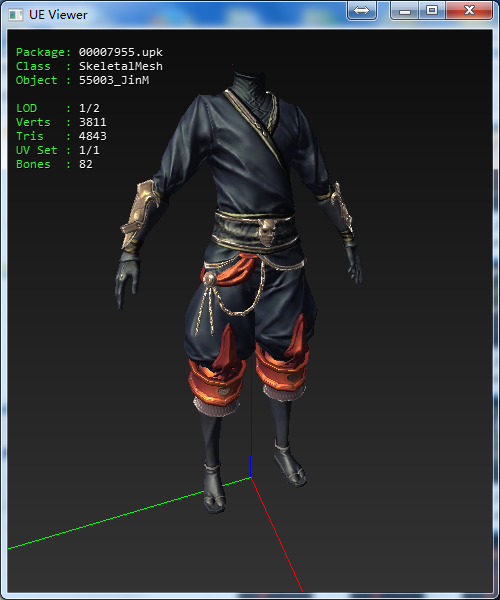 UE Viewer
Package: 00007955.upk
Class : SkeletalMesh
Object : 55003_JinM
LOD : 1/2
Verts : 3811
Tris : 4843
UV Set : 1/1
Bones : 82